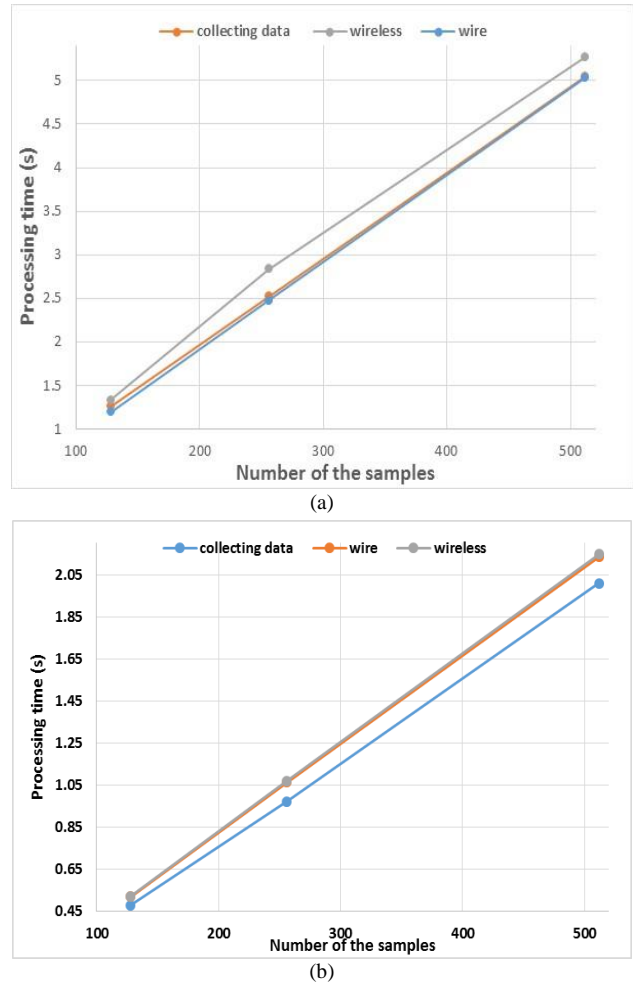 collecting data wireless wire
5
4.5
4
3.5
3
2.5
2
1.5
1
Processing time (s)
100 200 300 400 500
Number of the samples
(a)
collecting data wire wireless
2.05
1.85
1.65
1.45
1.25
1.05
0.85
0.65
0.45
Processing time (s)
100 200 300 400 500
Number of the samples
(b)